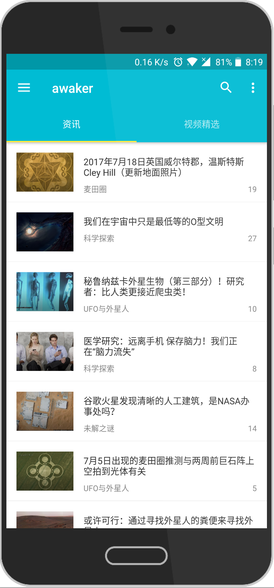 0.16 K/s 81% 8:19
awaker
资讯 视频精选
2017年7月18日英国威尔特郡，温斯特斯
Cley Hill（更新地面照片）
麦田圈 19
我们在宇宙中只是最低等的O型文明
科学探索 27
秘鲁纳兹卡外星生物（第三部分）！研究
者：比人类更接近爬虫类！
UFO与外星人 10
医学研究：远离手机 保存脑力！我们正
在“脑力流失”
科学探索 8
谷歌火星发现清晰的人工建筑，是NASA办
事处吗？
未解之谜 14
7月5日出现的麦田圈推测与两周前巨石阵上
空拍到光体有关
UFO与外星人 5
或许可行：通过寻找外星人的粪便来寻找外